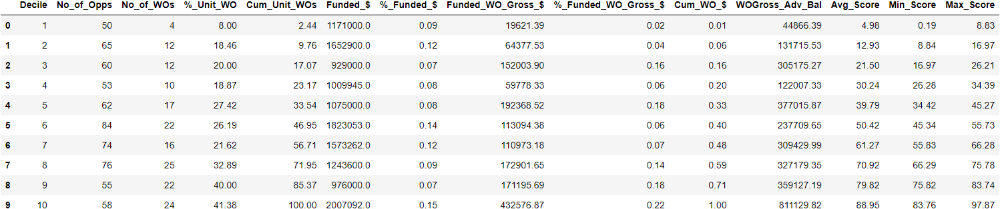 Decile No_of_Opps No_of_WOs %_Unit_WO Cum_Unit_WOs Funded_$ %_Funded_$ Funded_WO_Gross_$ %_Funded_WO_Gross_$ Cum_WO_$ WOGross_Adv_Bal Avg_Score Min_Score Max_Score
0 1 50 4 8.00 2.44 1171000.0 0.09 19621.39 0.02 0.01 44866.39 4.98 0.19 8.83
1 2 65 12 18.46 9.76 1652900.0 0.12 64377.53 0.04 0.06 131715.53 12.93 8.84 16.97
2 3 60 12 20.00 17.07 929000.0 0.07 152003.90 0.16 0.16 305175.27 21.50 16.97 26.21
3 4 53 10 18.87 23.17 1009945.0 0.08 59778.33 0.06 0.20 122007.33 30.24 26.28 34.39
4 5 62 17 27.42 33.54 1075000.0 0.08 192368.52 0.18 0.33 377015.87 39.79 34.42 45.27
5 6 84 22 26.19 46.95 1823053.0 0.14 113094.38 0.06 0.40 237709.65 50.42 45.34 55.73
6 7 74 16 21.62 56.71 1573262.0 0.12 110973.18 0.07 0.48 309429.99 61.27 55.83 66.28
7 8 76 25 32.89 71.95 1243600.0 0.09 172901.65 0.14 0.59 327179.35 70.92 66.29 75.78
8 9 55 22 40.00 85.37 976000.0 0.07 171195.69 0.18 0.71 359127.19 79.82 75.82 83.74
9 10 58 24 41.38 100.00 2007092.0 0.15 432576.87 0.22 1.00 811129.82 88.95 83.76 97.87